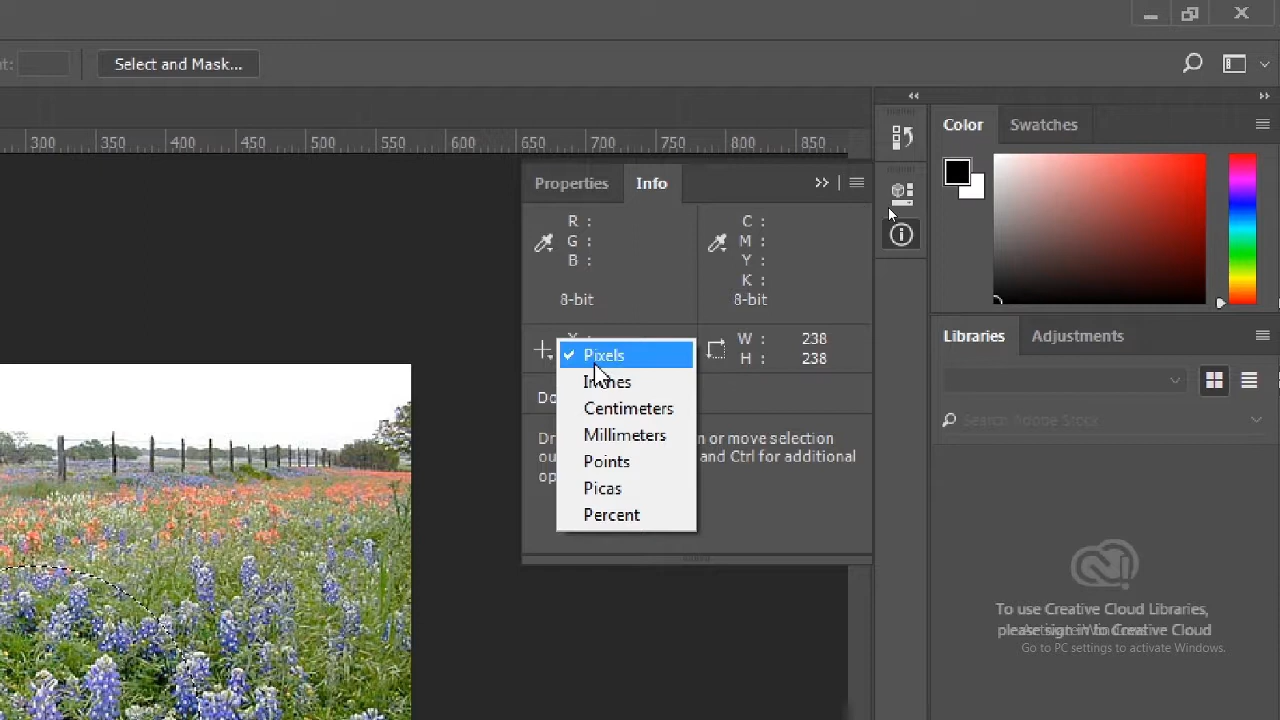 t:
Select and Mask...
300 350 400 450 500 550 600 650 700 750 800 850
Color
Swatches
Properties
Info
R :
G :
B :
8-bit
C :
M :
Y :
K :
8-bit
X :
W : 238
H : 238
Pixels
Inches
Centimeters
Millimeters
Points
Picas
Percent
Do
Dr n or move selection
ou and Ctrl for additional
op
Libraries
Adjustments
Search Adobe Stock
To use Creative Cloud Libraries,
please sign in to Creative Cloud
Activate Windows
Go to PC settings to activate Windows.